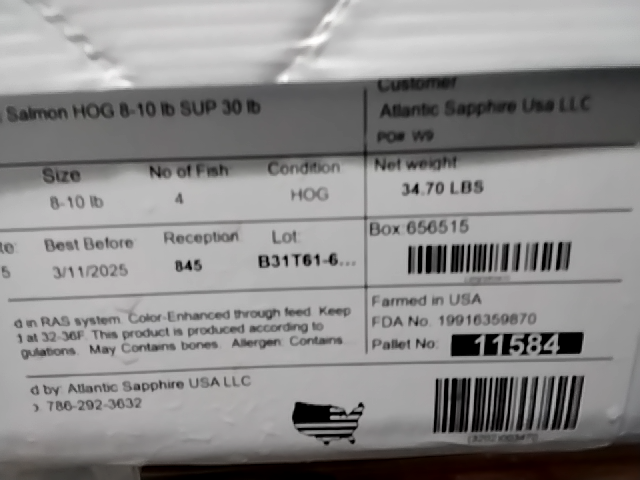 Salmon HOG 8-10 lb SUP 30 lb
Customer
Atlantic Sapphire Usa LLC
PO# W9
Size No of Fish Condition
8-10 lb 4 HOG
Net weight
34.70 LBS
te: Best Before Reception Lot:
5 3/11/2025 845 B31T61-6...
Box:656515
d in RAS system. Color-Enhanced through feed. Keep
at 32-36F. This product is produced according to
gulations. May Contains bones. Allergen: Contains
Farmed in USA
FDA No. 19916359870
Pallet No: 11584
d by: Atlantic Sapphire USA LLC
786-292-3632
(3202)003470